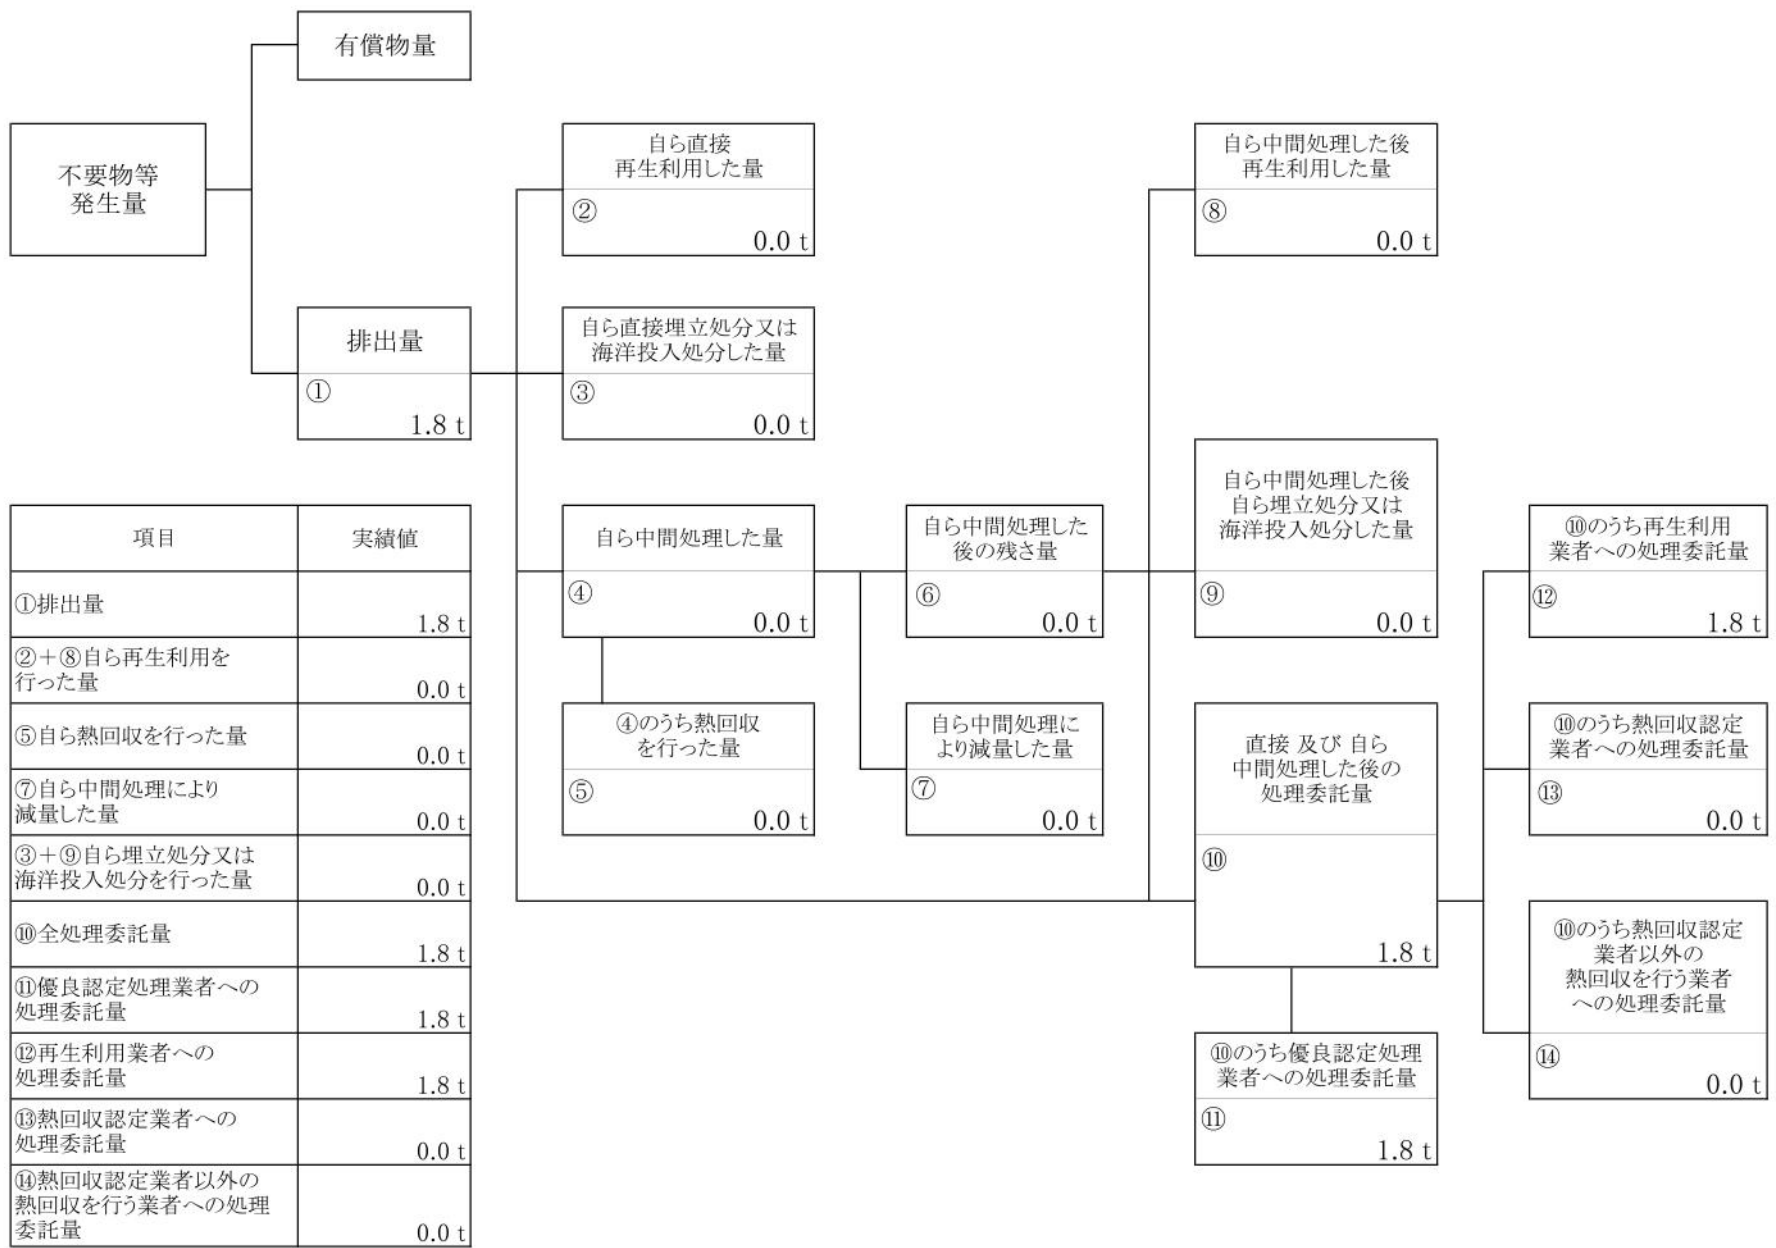 有償物量
不要物等
発生量
自ら直接
再生利用した量
②
0.0 t
自ら中間処理した後
再生利用した量
⑧
0.0 t
排出量
①
1.8 t
自ら直接埋立処分又は
海洋投入処分した量
③
0.0 t
自ら中間処理した量
④
0.0 t
自ら中間処理した
後の残さ量
⑥
0.0 t
自ら中間処理した後
自ら埋立処分又は
海洋投入処分した量
⑨
0.0 t
⑩のうち再生利用
業者への処理委託量
⑫
1.8 t
④のうち熱回収
を行った量
⑤
0.0 t
自ら中間処理に
より減量した量
⑦
0.0 t
直接 及び 自ら
中間処理した後の
処理委託量
⑩
1.8 t
⑩のうち熱回収認定
業者への処理委託量
⑬
0.0 t
⑩のうち熱回収認定
業者以外の
熱回収を行う業者
への処理委託量
⑭
0.0 t
⑩のうち優良認定処理
業者への処理委託量
⑪
1.8 t
項目 実績値
①排出量
1.8 t
②+⑧自ら再生利用を
行った量
0.0 t
⑤自ら熱回収を行った量
0.0 t
⑦自ら中間処理により
減量した量
0.0 t
③+⑨自ら埋立処分又は
海洋投入処分を行った量
0.0 t
⑩全処理委託量
1.8 t
⑪優良認定処理業者への
処理委託量
1.8 t
⑫再生利用業者への
処理委託量
1.8 t
⑬熱回収認定業者への
処理委託量
0.0 t
⑭熱回収認定業者以外の
熱回収を行う業者への処理
委託量
0.0 t